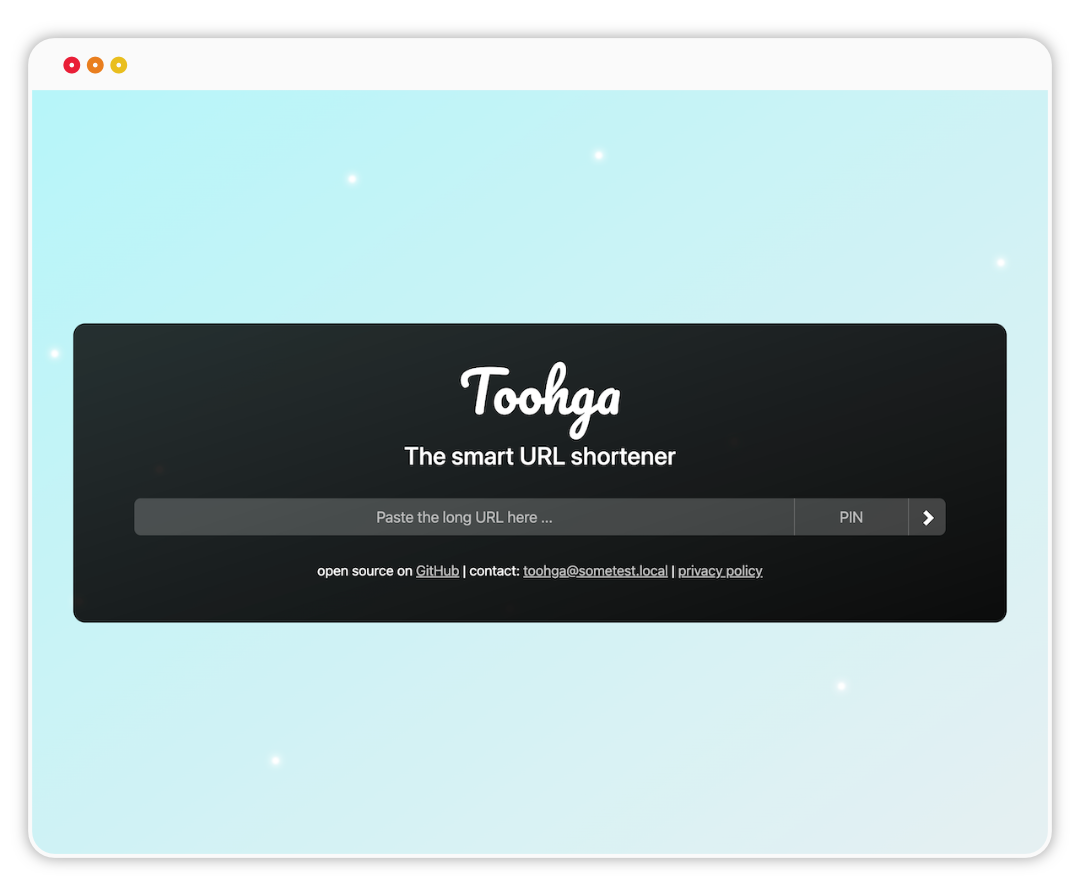 Toohga
The smart URL shortener
Paste the long URL here ... PIN
open source on GitHub | contact: toohga@sometest.local | privacy policy